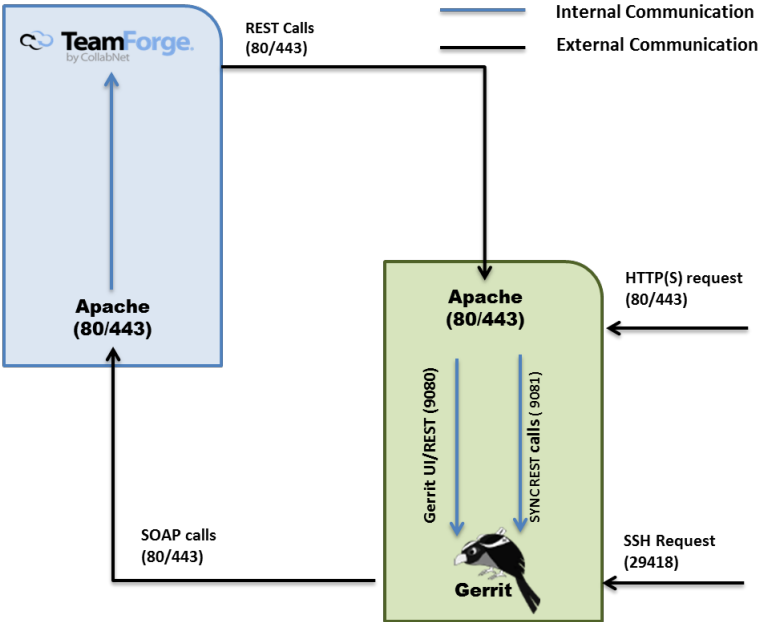 Internal Communication
External Communication
REST Calls
(80/443)
TeamForge.
by CollabNet
Apache
(80/443)
Apache
(80/443)
HTTP(S) request
(80/443)
Gerrit UI/REST (9080)
SYNC REST calls ( 9081)
SOAP calls
(80/443)
SSH Request
(29418)
Gerrit